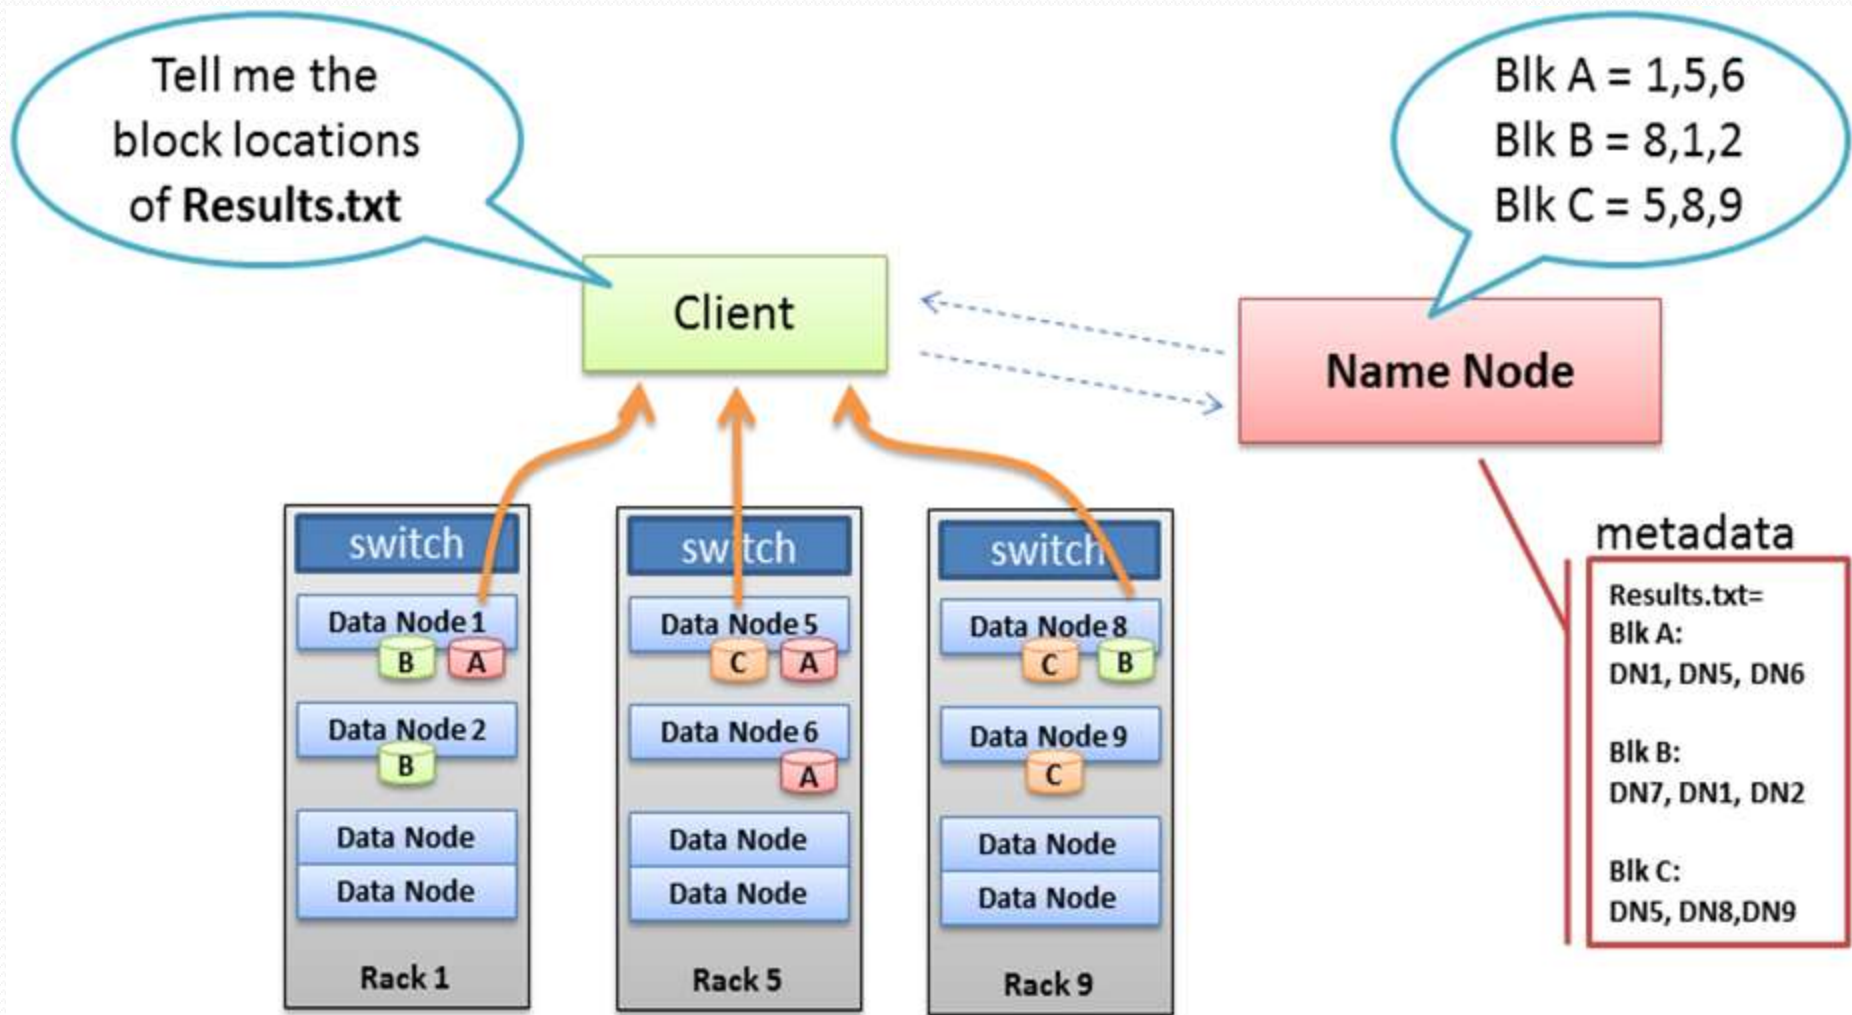 Tell me the
block locations
of Results.txt
Blk A = 1,5,6
Blk B = 8,1,2
Blk C = 5,8,9
Client
Name Node
switch
Data Node 1
B A
Data Node 2
B
Data Node
Data Node
Rack 1
switch
Data Node 5
C A
Data Node 6
A
Data Node
Data Node
Rack 5
switch
Data Node 8
C B
Data Node 9
C
Data Node
Data Node
Rack 9
metadata
Results.txt=
Blk A:
DN1, DN5, DN6
Blk B:
DN7, DN1, DN2
Blk C:
DN5, DN8,DN9